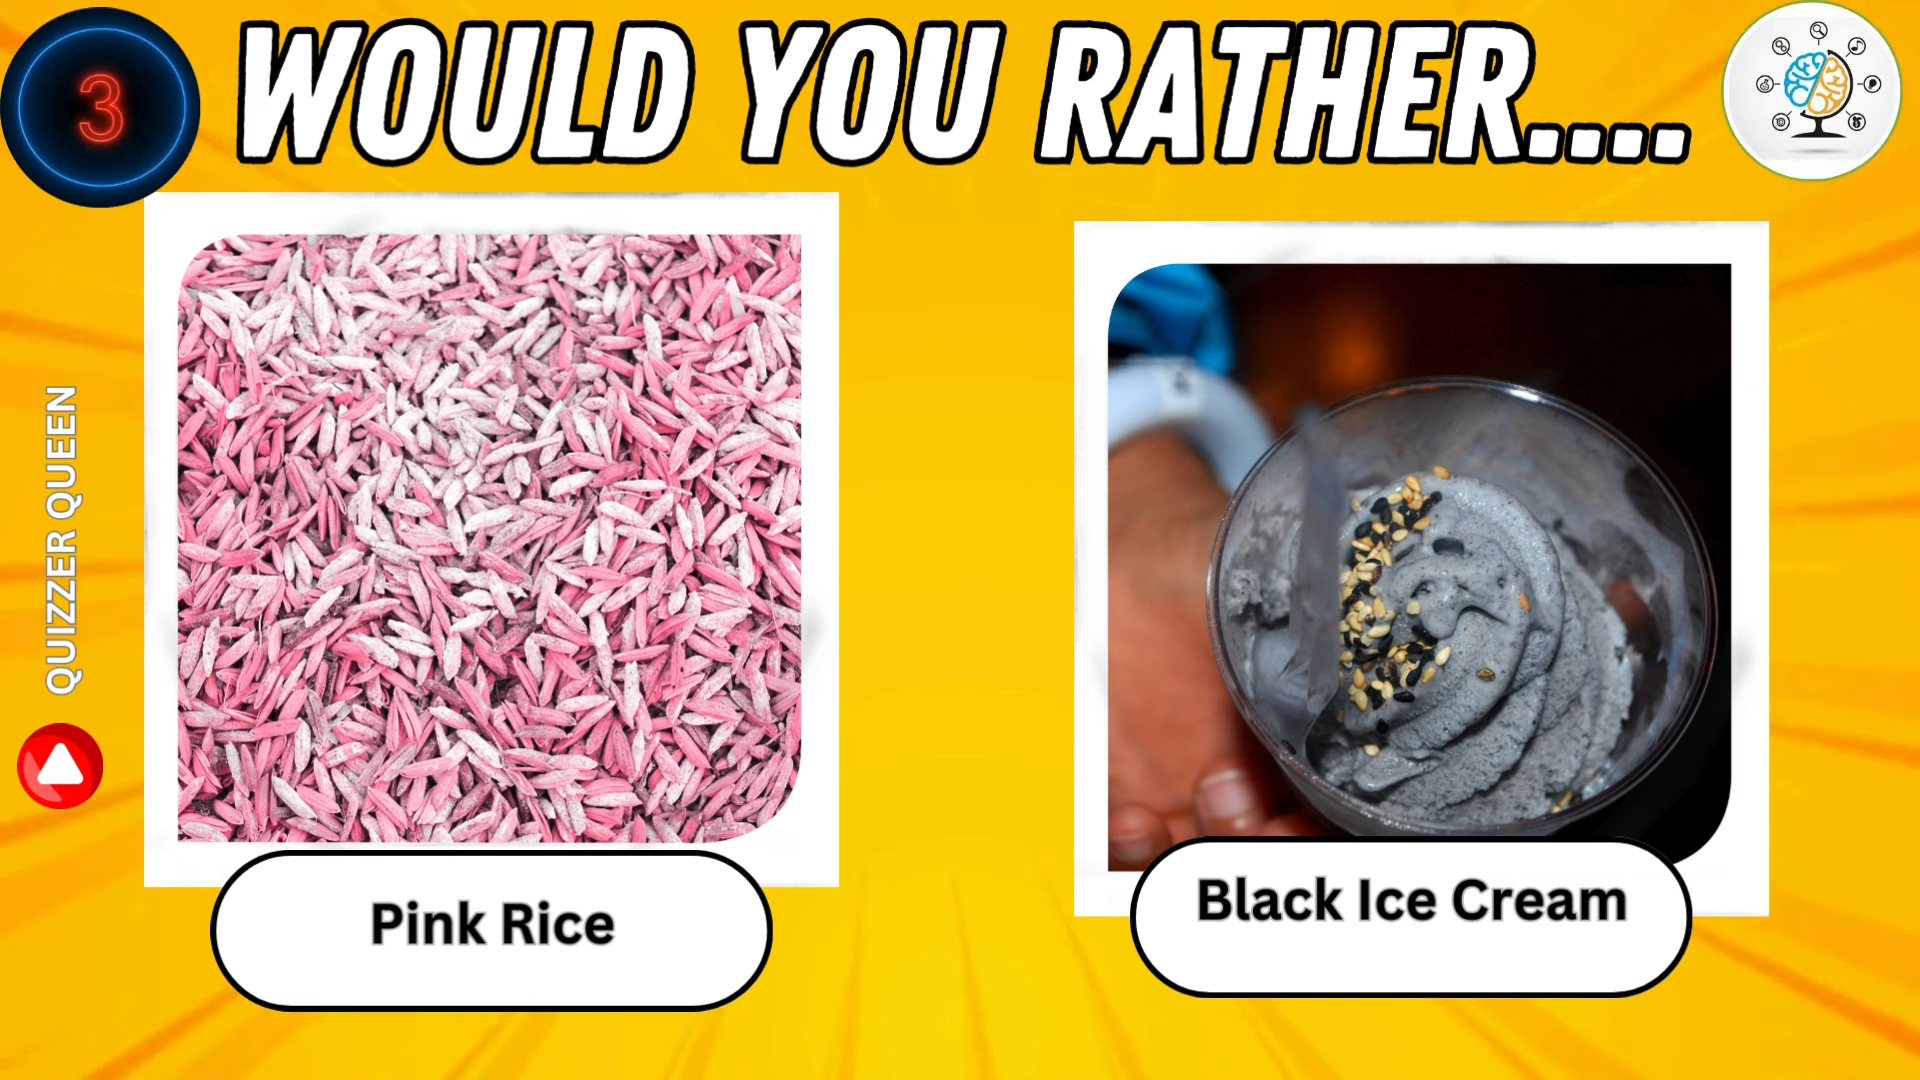 3
WOULD YOU RATHER....
QUIZZER QUEEN
Pink Rice
Black Ice Cream